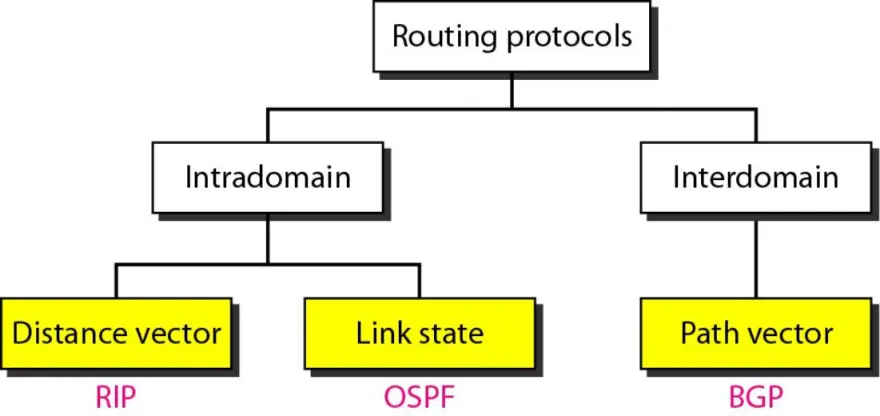 Routing protocols
Intradomain
Interdomain
Distance vector
Link state
Path vector
RIP
OSPF
BGP